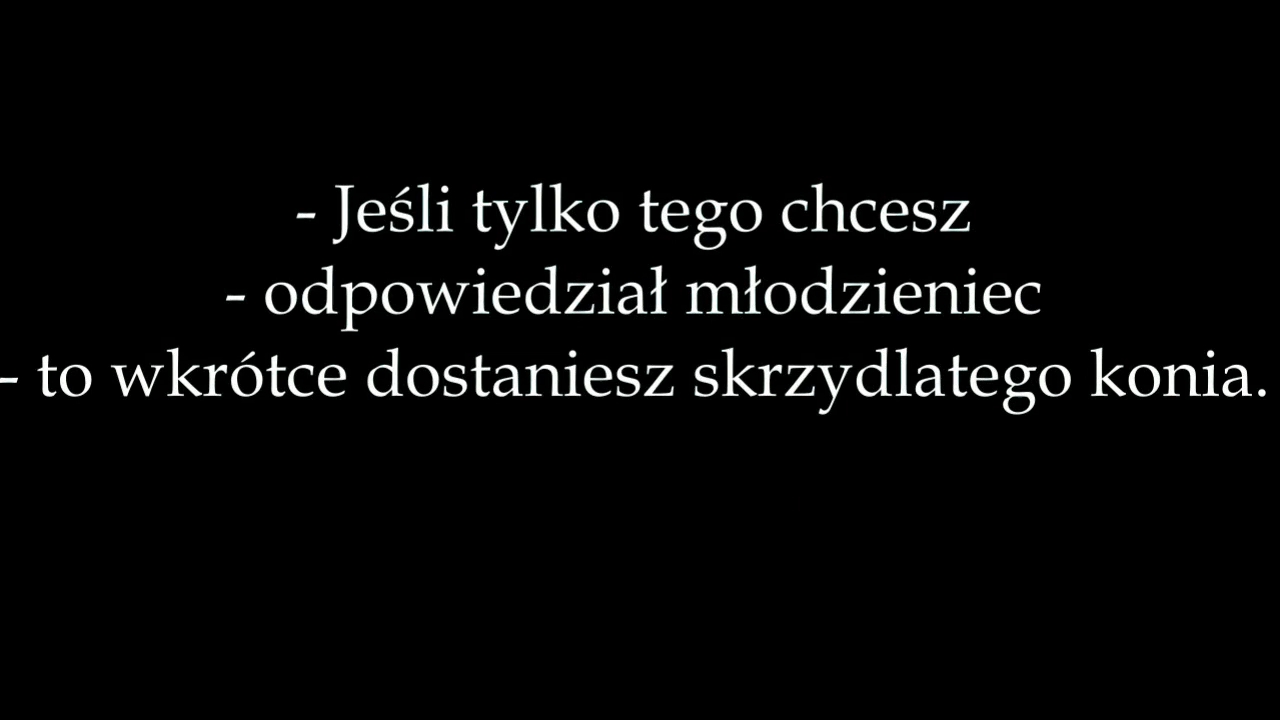 - Jeśli tylko tego chcesz
- odpowiedział młodzieniec
- to wkrótce dostaniesz skrzydlatego konia.